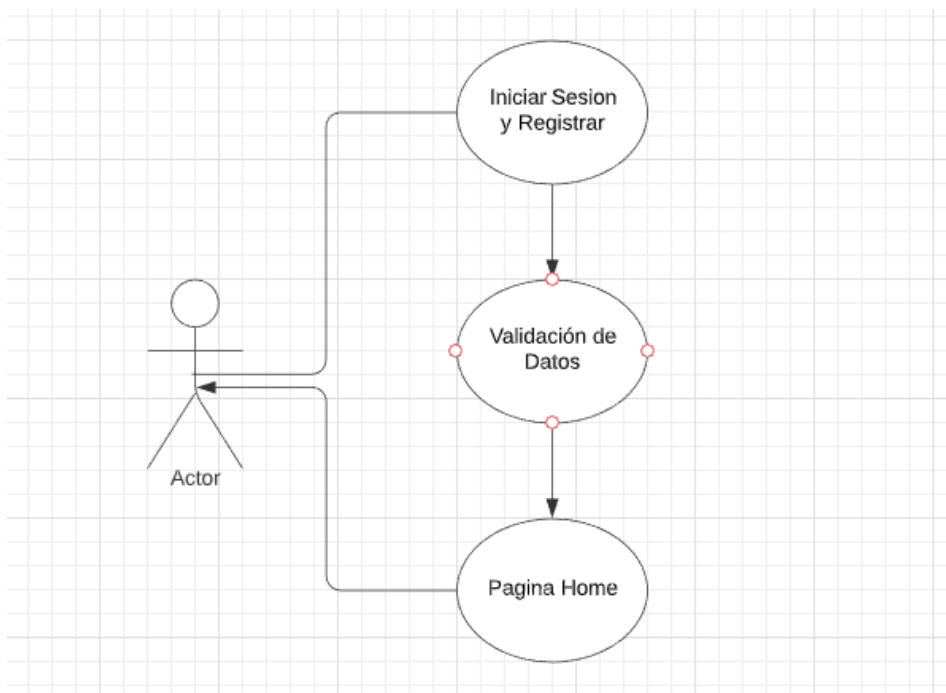 Iniciar Sesion
y Registrar
Validación de
Datos
Actor
Pagina Home